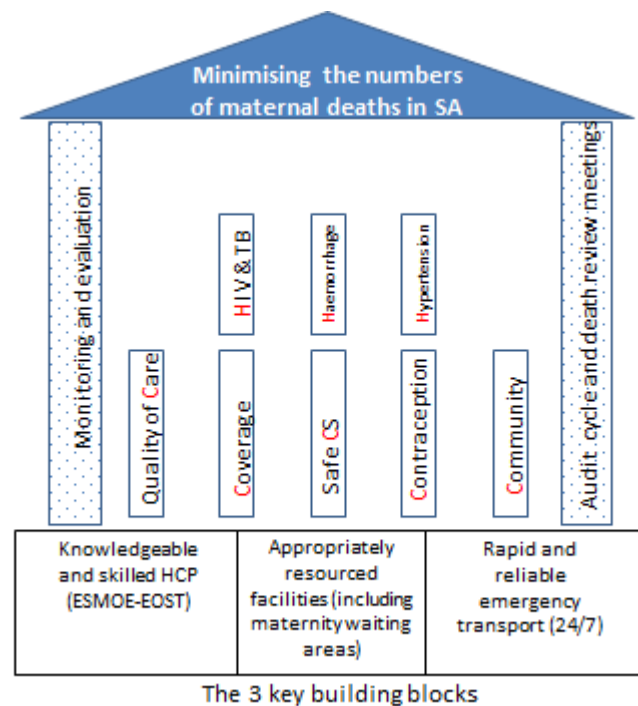 Minimising the numbers
of maternal deaths in SA
Monitoring and evaluation
HIV & TB
Haemorrhage
Hypertension
Quality of Care
Coverage
Safe CS
Contraception
Community
Audit cycle and death review meetings
Knowledgeable
and skilled HCP
(ESMOE-EOST)
Appropriately
resourced
facilities (including
maternity waiting
areas)
Rapid and
reliable
emergency
transport (24/7)
The 3 key building blocks